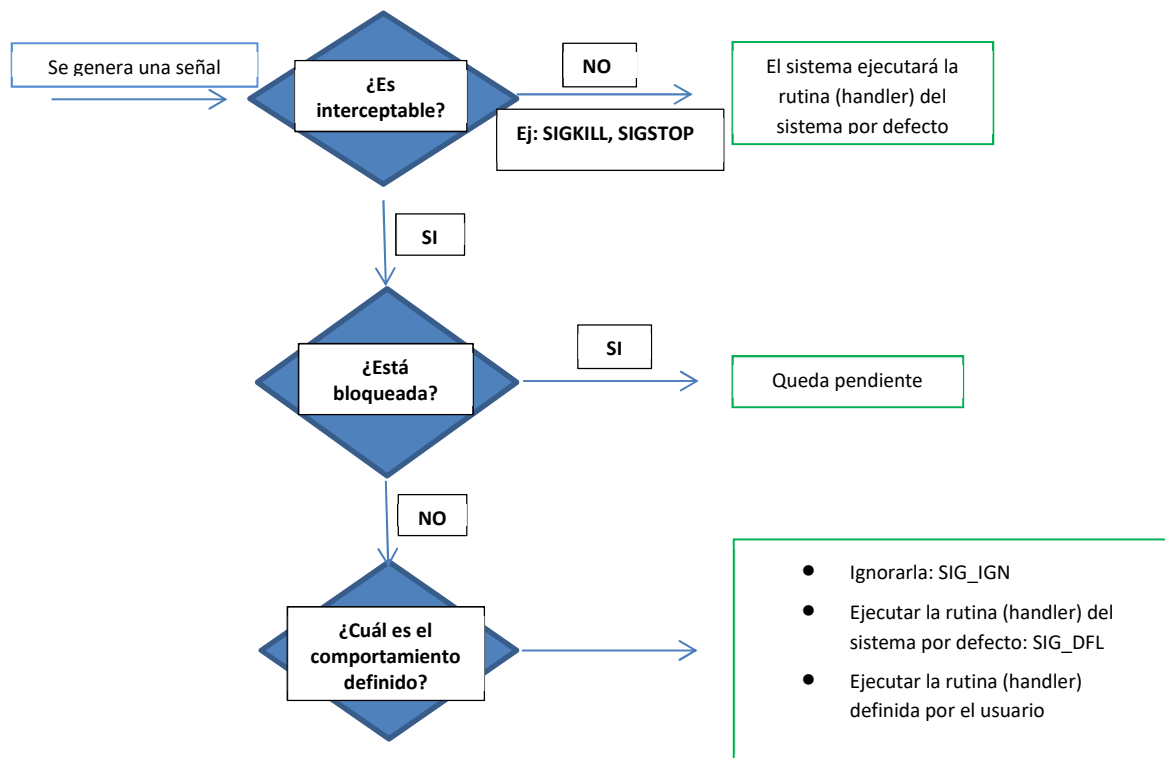 Se genera una señal
¿Es
interceptable?
NO
Ej: SIGKILL, SIGSTOP
El sistema ejecutará la
rutina (handler) del
sistema por defecto
SI
¿Está
bloqueada?
SI
Queda pendiente
NO
¿Cuál es el
comportamiento
definido?
● Ignorarla: SIG_IGN
● Ejecutar la rutina (handler) del
sistema por defecto: SIG_DFL
● Ejecutar la rutina (handler)
definida por el usuario